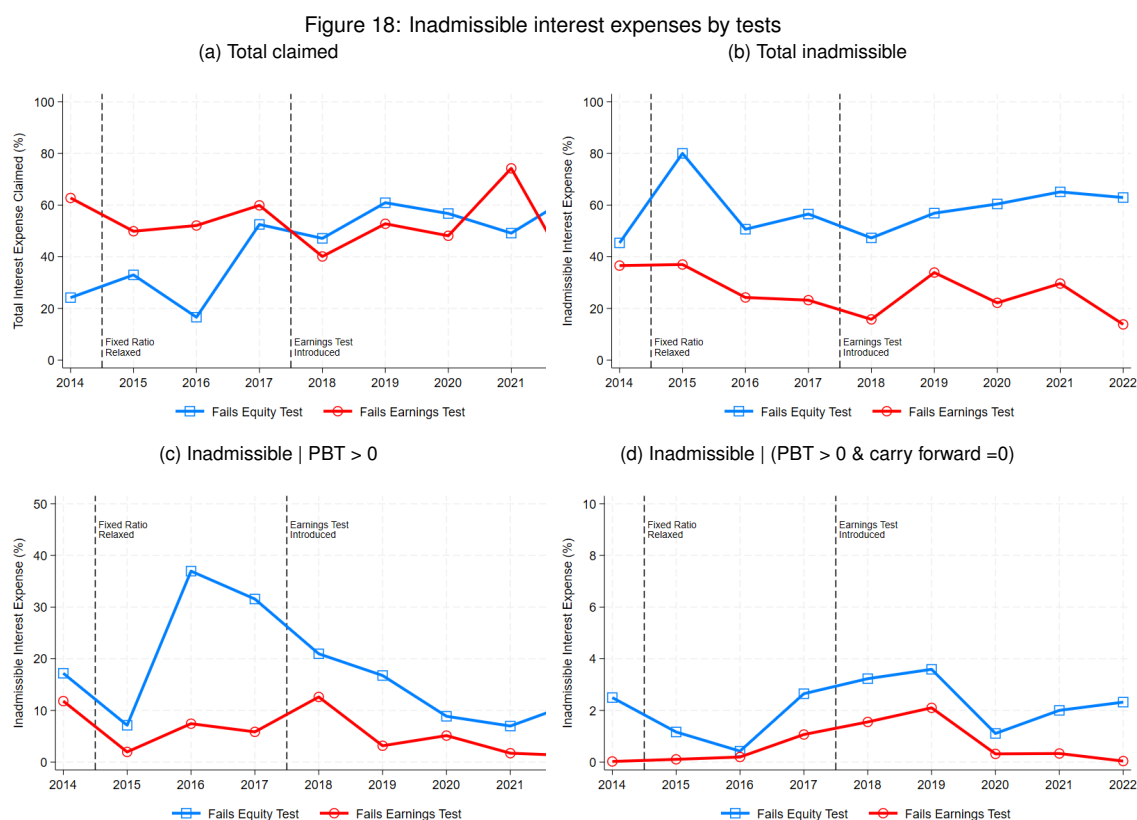 Figure 18: Inadmissible interest expenses by tests
(a) Total claimed
Total Interest Expense Claimed (%)
100
80
60
40
20
0
Fixed Ratio
Relaxed
Earnings Test
Introduced
2014 2015 2016 2017 2018 2019 2020 2021
Fails Equity Test Fails Earnings Test
(b) Total inadmissible
Inadmissible Interest Expense (%)
100
80
60
40
20
0
Fixed Ratio
Relaxed
Earnings Test
Introduced
2014 2015 2016 2017 2018 2019 2020 2021 2022
Fails Equity Test Fails Earnings Test
(c) Inadmissible | PBT > 0
Inadmissible Interest Expense (%)
50
40
30
20
10
0
Fixed Ratio
Relaxed
Earnings Test
Introduced
2014 2015 2016 2017 2018 2019 2020 2021
Fails Equity Test Fails Earnings Test
(d) Inadmissible | (PBT > 0 & carry forward =0)
Inadmissible Interest Expense (%)
10
8
6
4
2
0
Fixed Ratio
Relaxed
Earnings Test
Introduced
2014 2015 2016 2017 2018 2019 2020 2021 2022
Fails Equity Test Fails Earnings Test